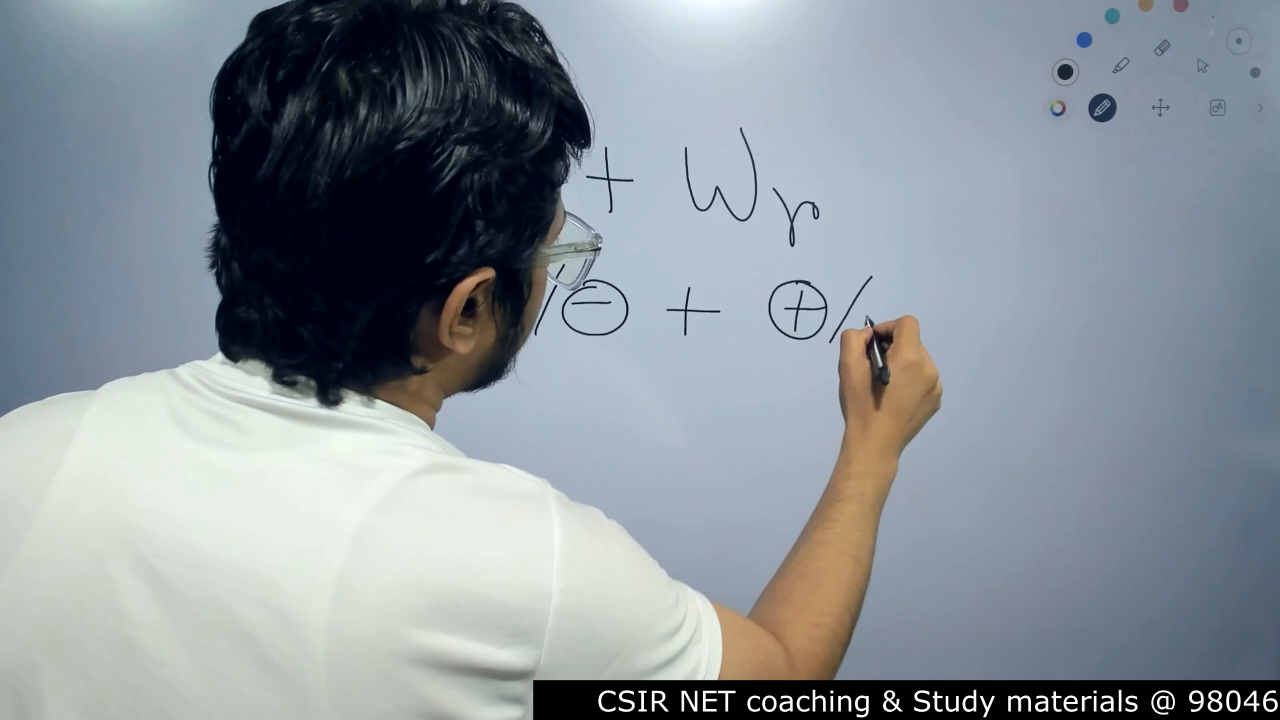 + Wr
/⊖ + ⊕/
CSIR NET coaching & Study materials @ 98046